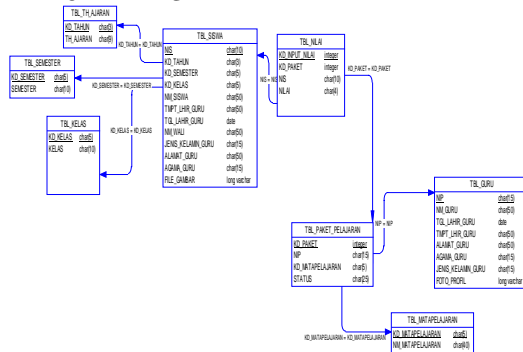 TBL_TH_AJARAN
KD_TAHUN char(3)
TH_AJARAN char(9)
KD_TAHUN = KD_TAHUN
TBL_SEMESTER
KD_SEMESTER char(5)
SEMESTER char(10)
KD_SEMESTER = KD_SEMESTER
TBL_KELAS
KD_KELAS char(5)
KELAS char(10)
KD_KELAS = KD_KELAS
TBL_SISWA
NIS char(10)
KD_TAHUN char(3)
KD_SEMESTER char(5)
KD_KELAS char(5)
NM_SISWA char(50)
TMPT_LHIR_GURU char(50)
TGL_LAHIR_GURU date
NM_WALI char(50)
JENIS_KELAMIN_GURU char(15)
ALAMAT_GURU char(50)
AGAMA_GURU char(15)
FILE_GAMBAR long varchar
NIS = NIS
TBL_NILAI
KD_INPUT_NILAI integer
KD_PAKET integer
NIS char(10)
NILAI char(4)
KD_PAKET = KD_PAKET
TBL_PAKET_PELAJARAN
KD_PAKET integer
NIP char(15)
KD_MATAPELAJARAN char(5)
STATUS char(25)
NIP = NIP
TBL_GURU
NIP char(15)
NM_GURU char(50)
TGL_LAHIR_GURU date
TMPT_LHIR_GURU char(50)
ALAMAT_GURU char(50)
AGAMA_GURU char(15)
JENIS_KELAMIN_GURU char(15)
FOTO_PROFIL long varchar
KD_MATAPELAJARAN = KD_MATAPELAJARAN
TBL_MATAPELAJARAN
KD_MATAPELAJARAN char(5)
NM_MATAPELAJARAN char(40)